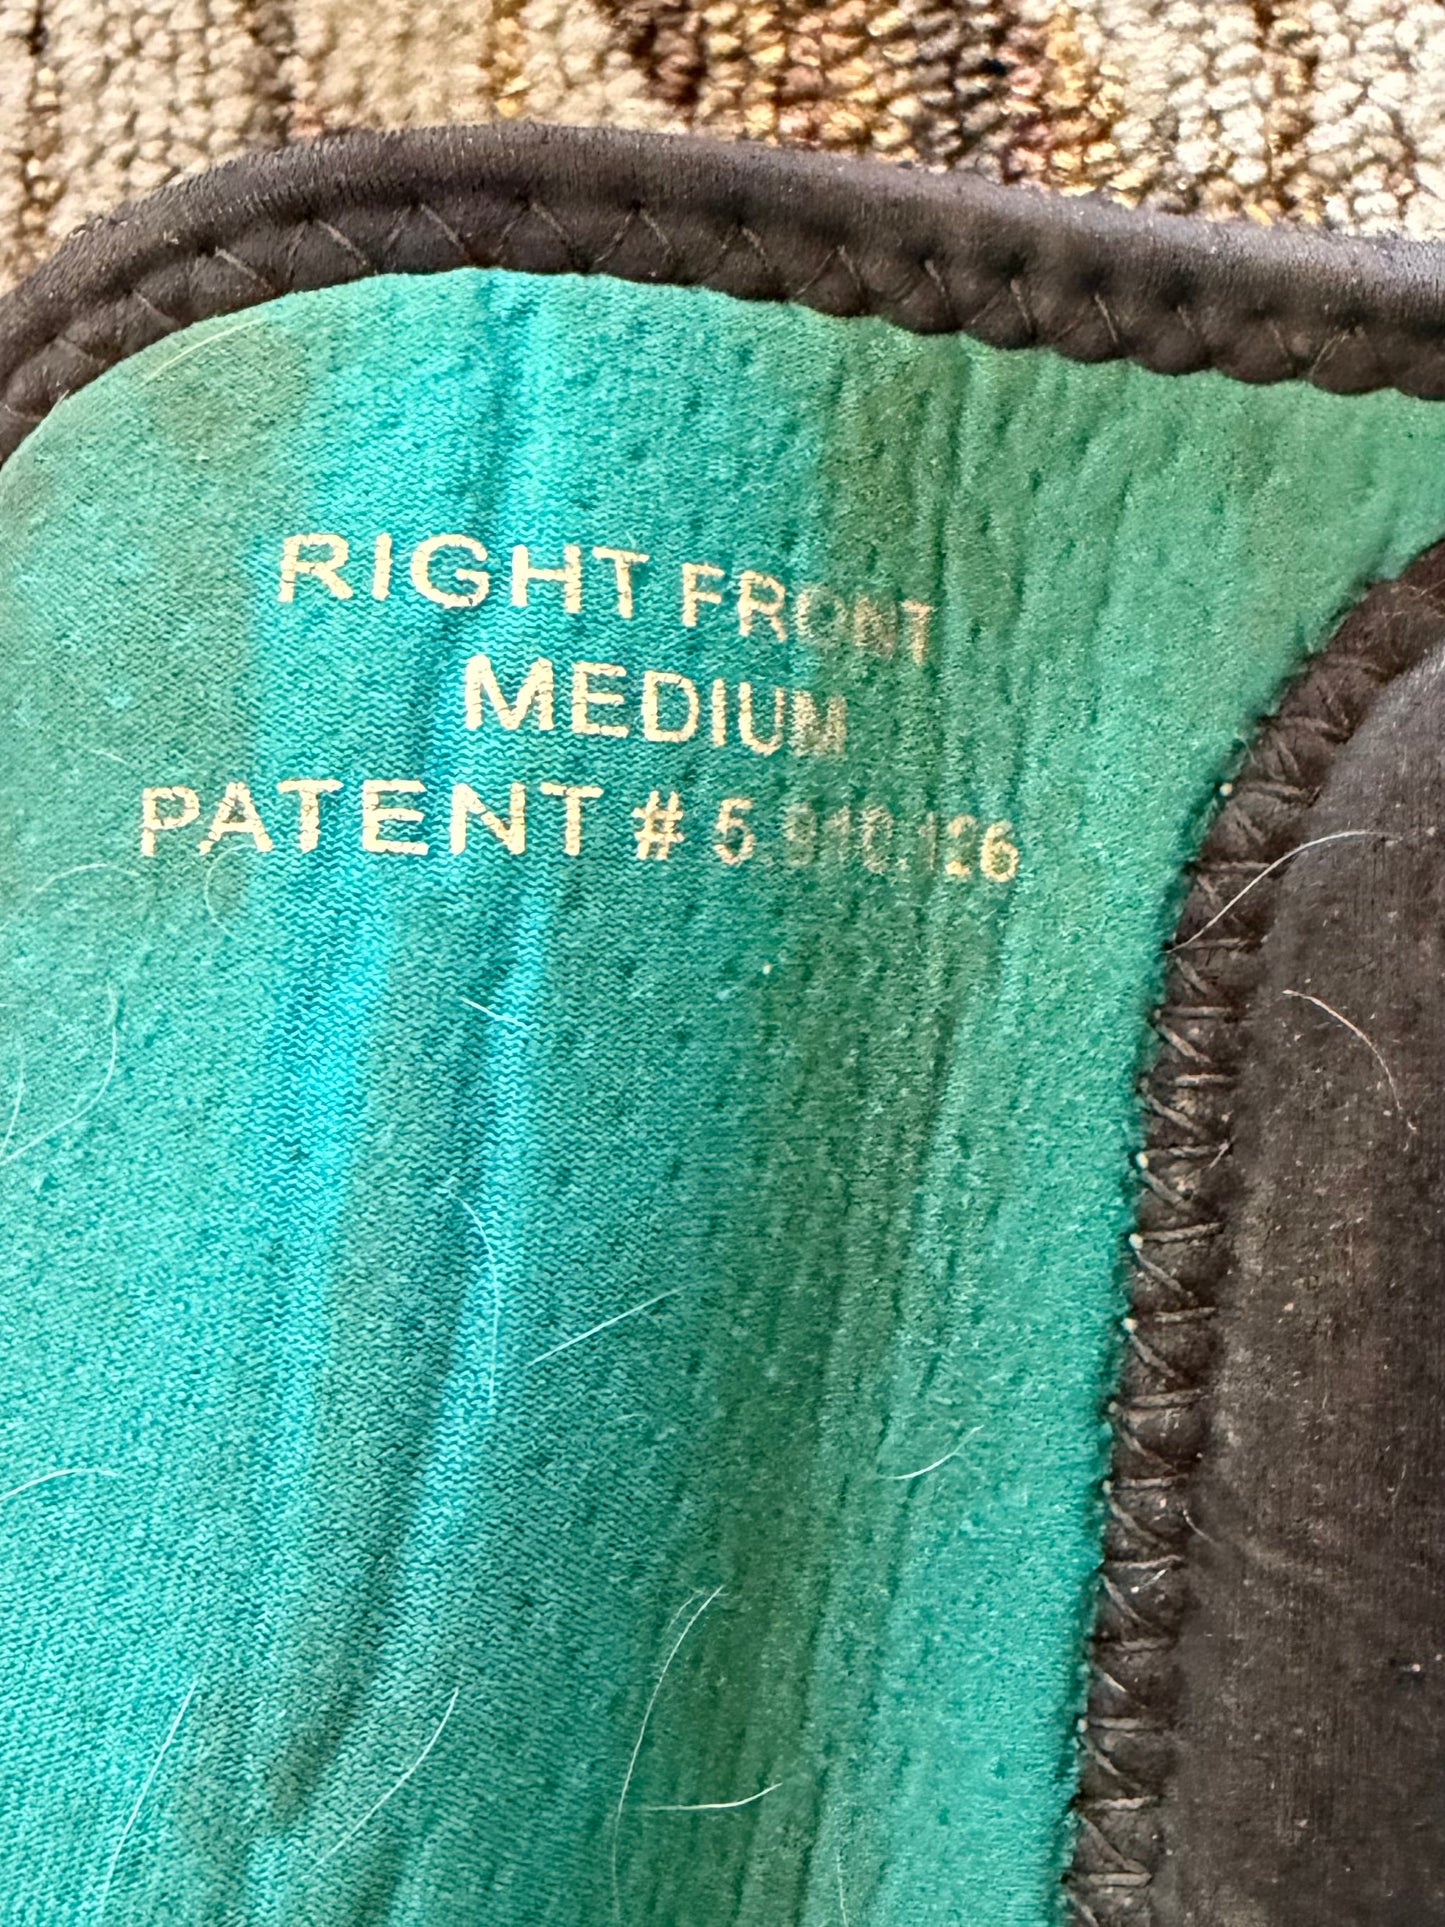 RIGHT FRONT
MEDIUM
PATENT # 5.910.126